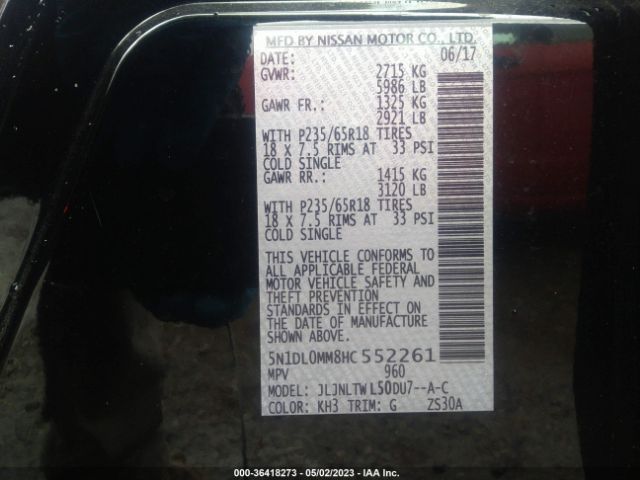 MFD BY NISSAN MOTOR CO., LTD.
DATE: 06/17
GVWR: 2715 KG
5986 LB
GAWR FR.: 1325 KG
2921 LB
WITH P235/65R18 TIRES
18 X 7.5 RIMS AT 33 PSI
COLD SINGLE
GAWR RR.: 1415 KG
3120 LB
WITH P235/65R18 TIRES
18 X 7.5 RIMS AT 33 PSI
COLD SINGLE
THIS VEHICLE CONFORMS TO
ALL APPLICABLE FEDERAL
MOTOR VEHICLE SAFETY AND
THEFT PREVENTION
STANDARDS IN EFFECT ON
THE DATE OF MANUFACTURE
SHOWN ABOVE.
5N1DL0MM8HC552261
MPV 960
MODEL: JLJNLTWL50DU7--A-C
COLOR: KH3 TRIM: G ZS30A
000-36418273 - 05/02/2023 - IAA Inc.